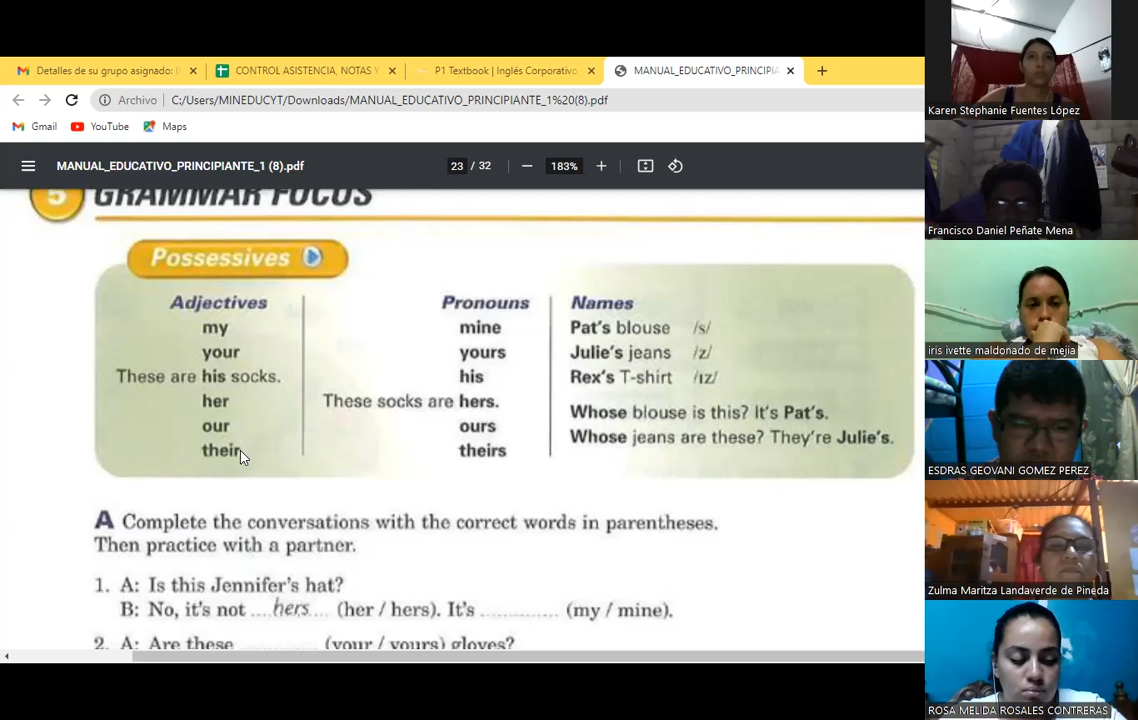 Detalles de su grupo asignado: I
CONTROL ASISTENCIA, NOTAS Y
P1 Textbook | Inglés Corporativo
MANUAL_EDUCATIVO_PRINCIPIA
Archivo
C:/Users/MINEDUCYT/Downloads/MANUAL_EDUCATIVO_PRINCIPIANTE_1%20(8).pdf
Gmail
YouTube
Maps
MANUAL_EDUCATIVO_PRINCIPIANTE_1 (8).pdf
23 / 32
183%
5 GRAMMAR FOCUS
Possessives
Adjectives
my
your
These are his socks.
her
our
their
Pronouns
mine
yours
his
These socks are hers.
ours
theirs
Names
Pat's blouse /s/
Julie's jeans /z/
Rex's T-shirt /ɪz/
Whose blouse is this? It's Pat's.
Whose jeans are these? They're Julie's.
A Complete the conversations with the correct words in parentheses.
Then practice with a partner.
1. A: Is this Jennifer's hat?
B: No, it's not ....hers.... (her / hers). It's ............. (my / mine).
2. A: Are these ............. (your / yours) gloves?
Karen Stephanie Fuentes López
Francisco Daniel Peñate Mena
iris ivette maldonado de mejia
ESDRAS GEOVANI GOMEZ PEREZ
Zulma Maritza Landaverde de Pineda
ROSA MELIDA ROSALES CONTRERAS